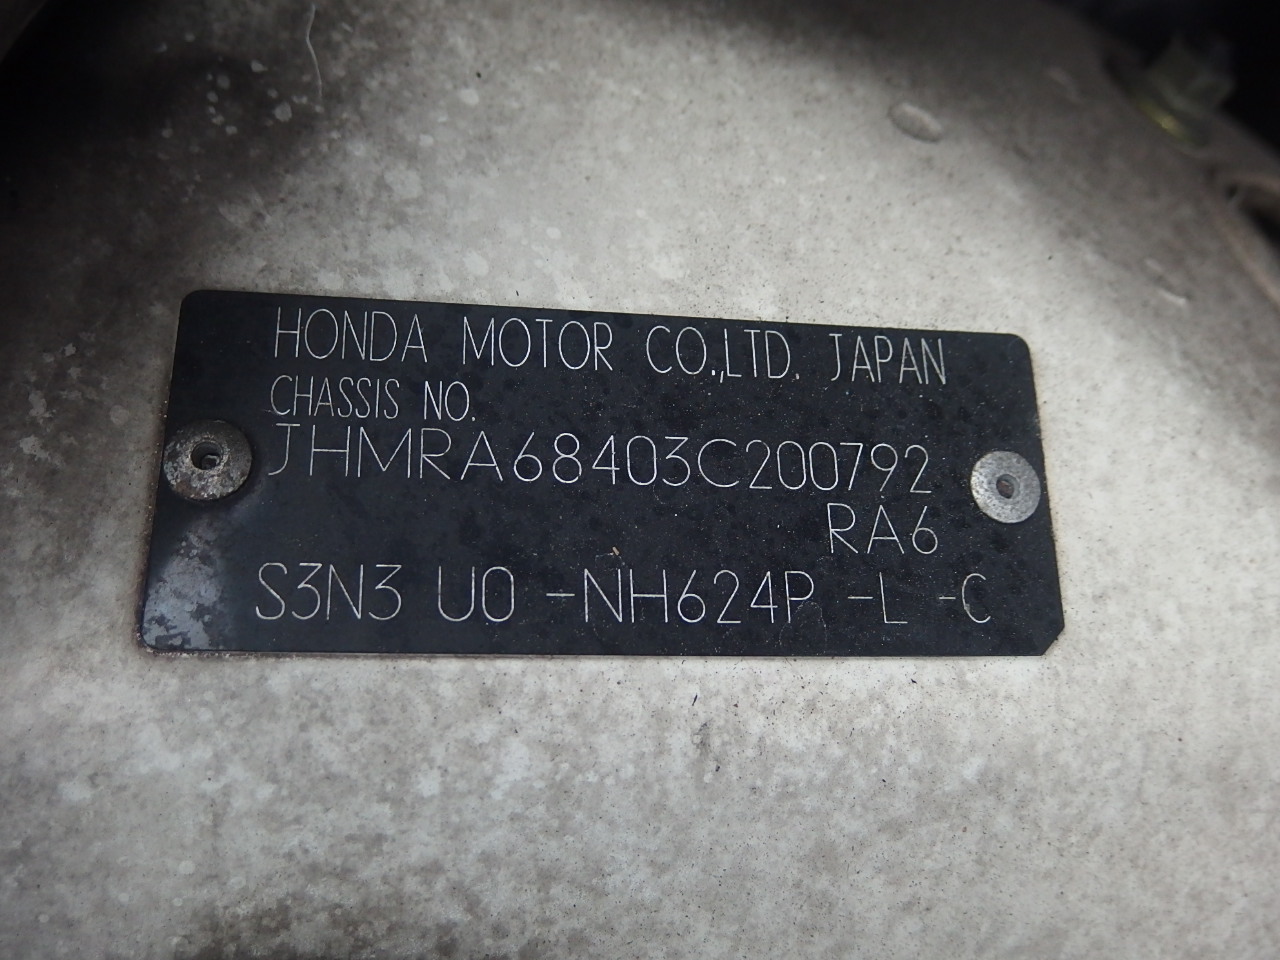 HONDA MOTOR CO.,LTD. JAPAN
CHASSIS NO.
JHMRA68403C200792
RA6
S3N3 U0 -NH624P -L -C